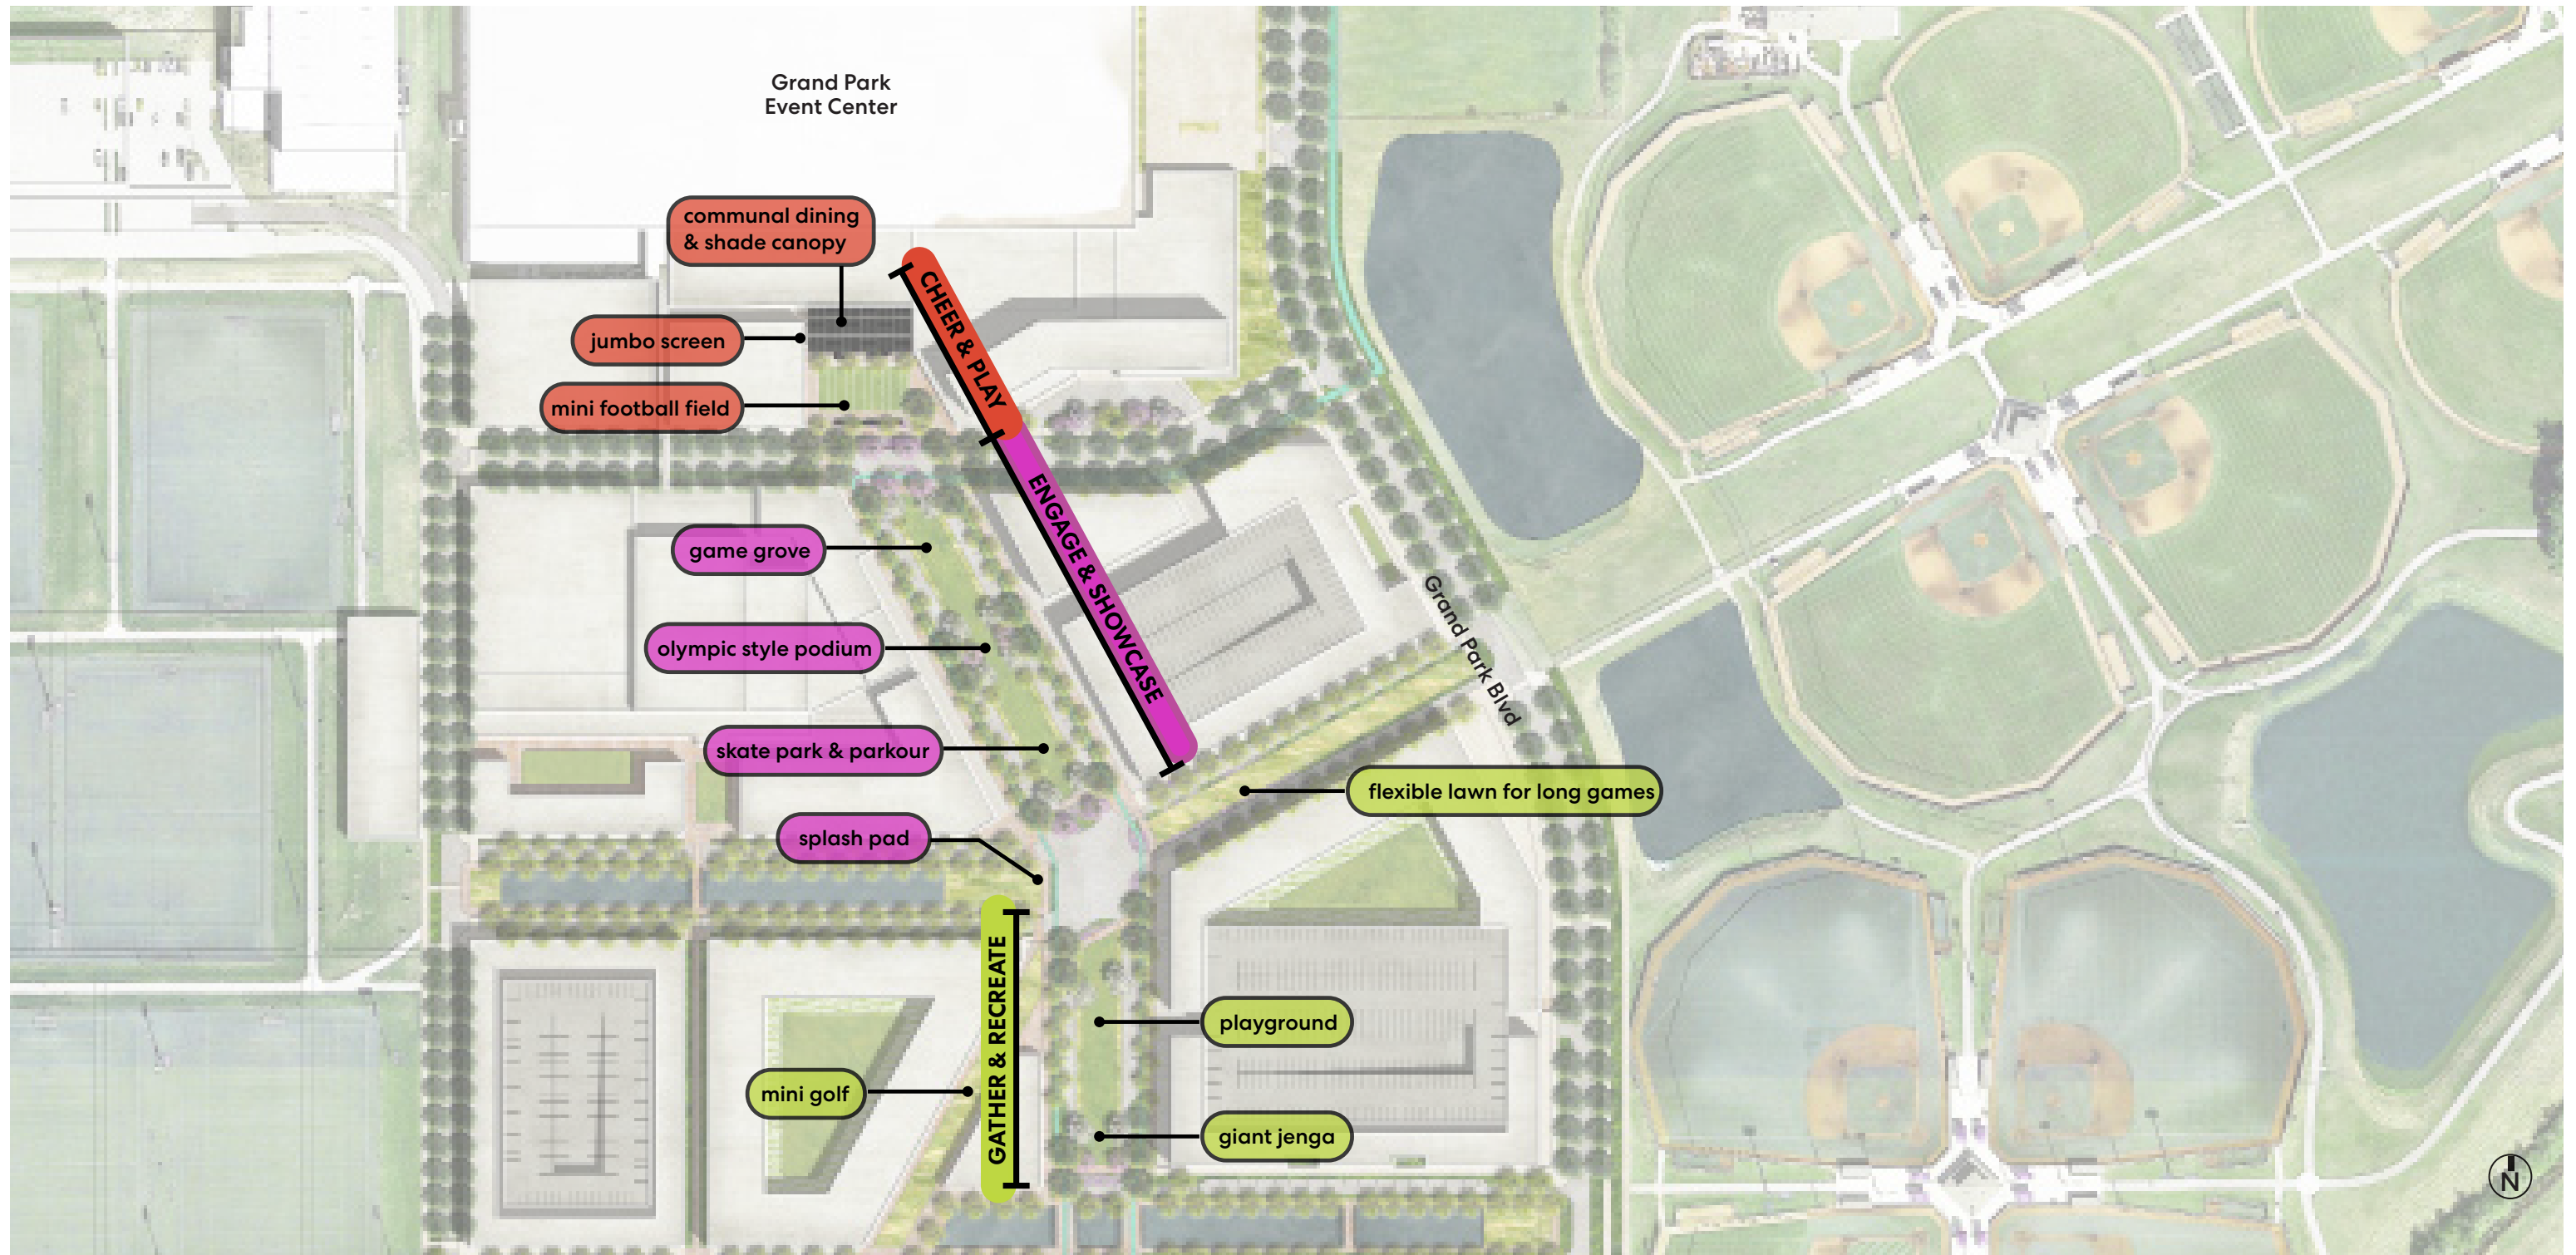 Grand Park
Event Center
communal dining
& shade canopy
jumbo screen
mini football field
CHEER & PLAY
ENGAGE & SHOWCASE
game grove
olympic style podium
skate park & parkour
splash pad
Grand Park Blvd
flexible lawn for long games
GATHER & RECREATE
playground
mini golf
giant jenga
N